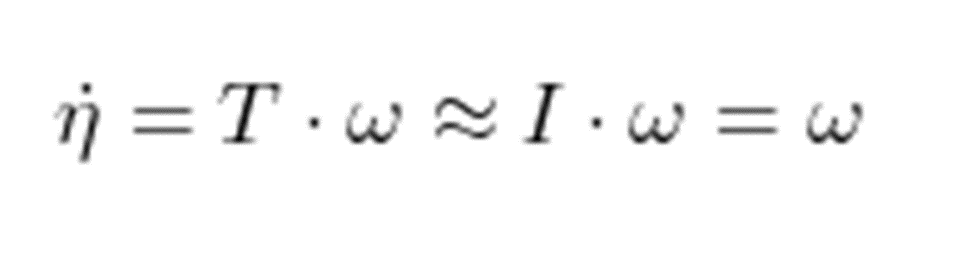 η̇ = T · ω ≈ I · ω = ω